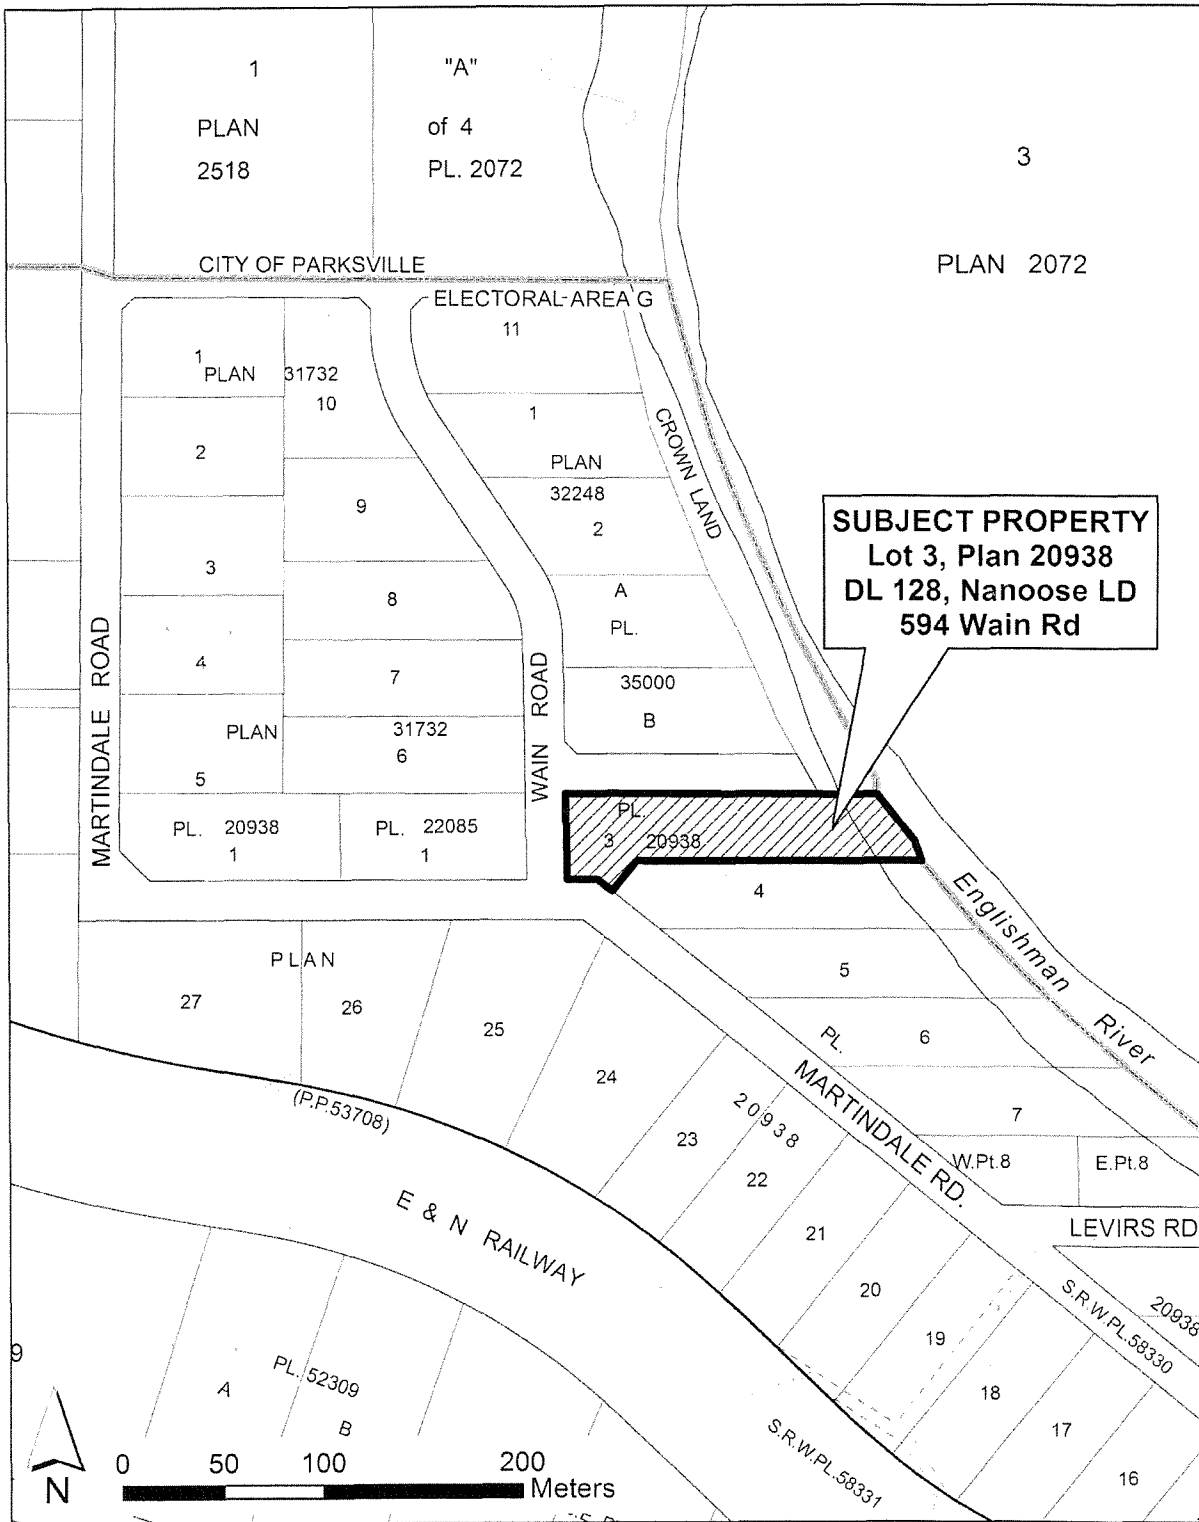 1
"A"
PLAN
of 4
2518
PL. 2072
3
PLAN 2072
CITY OF PARKSVILLE
ELECTORAL AREA G
11
1
PLAN 31732
10
1
2
PLAN
32248
9
2
CROWN LAND
SUBJECT PROPERTY
Lot 3, Plan 20938
DL 128, Nanoose LD
594 Wain Rd
3
8
A
PL.
4
7
35000
B
MARTINDALE ROAD
WAIN ROAD
PLAN 31732
6
5
PL. 20938
1
PL. 22085
1
PL.
3 20938
4
Englishman River
PLAN
27
26
25
5
24
PL.
6
(P.P.53708)
20938
MARTINDALE RD.
7
23
22
W.Pt.8
E.Pt.8
E & N RAILWAY
21
LEVIRS RD
20
S.R.W.PL.58330
20938
19
9
PL. 52309
A
18
B
17
S.R.W.PL.58331
16
N
0 50 100 200
Meters